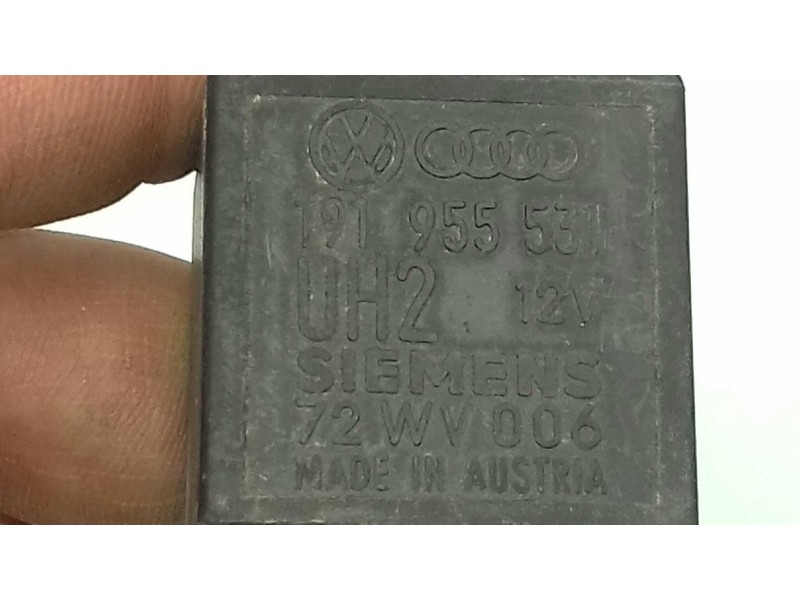 191 955 531
UH2 12V
SIEMENS
72 WV 006
MADE IN AUSTRIA